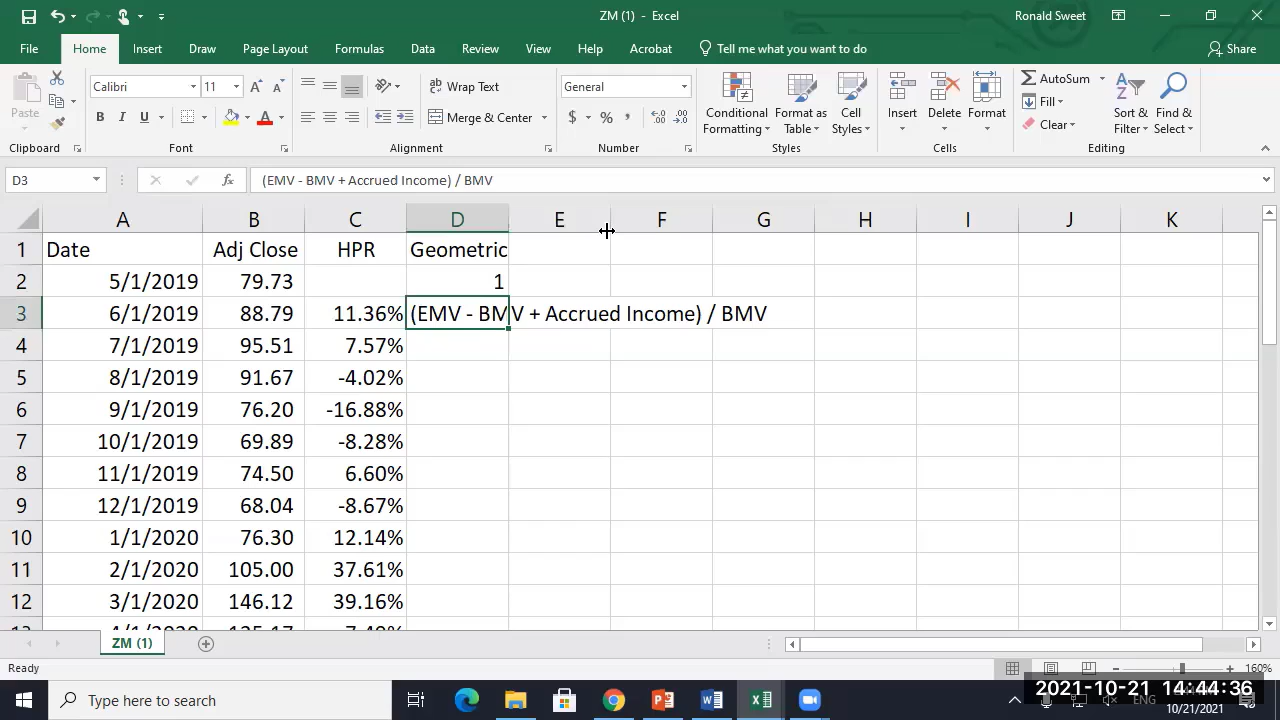 ZM (1) - Excel
Ronald Sweet
File Home Insert Draw Page Layout Formulas Data Review View Help Acrobat Tell me what you want to do Share
Paste
Calibri 11
B I U A
Wrap Text
Merge & Center
General
$ % ,
Conditional Formatting
Format as Table
Cell Styles
Insert Delete Format
AutoSum
Fill
Clear
Sort & Filter
Find & Select
Clipboard Font Alignment Number Styles Cells Editing
D3 fx (EMV - BMV + Accrued Income) / BMV
A B C D E F G H I J K
1 Date Adj Close HPR Geometric
2 5/1/2019 79.73 1
3 6/1/2019 88.79 11.36% (EMV - BMV + Accrued Income) / BMV
4 7/1/2019 95.51 7.57%
5 8/1/2019 91.67 -4.02%
6 9/1/2019 76.20 -16.88%
7 10/1/2019 69.89 -8.28%
8 11/1/2019 74.50 6.60%
9 12/1/2019 68.04 -8.67%
10 1/1/2020 76.30 12.14%
11 2/1/2020 105.00 37.61%
12 3/1/2020 146.12 39.16%
ZM (1)
Ready
160%
Type here to search
2021-10-21 14:44:36
ENG
10/21/2021